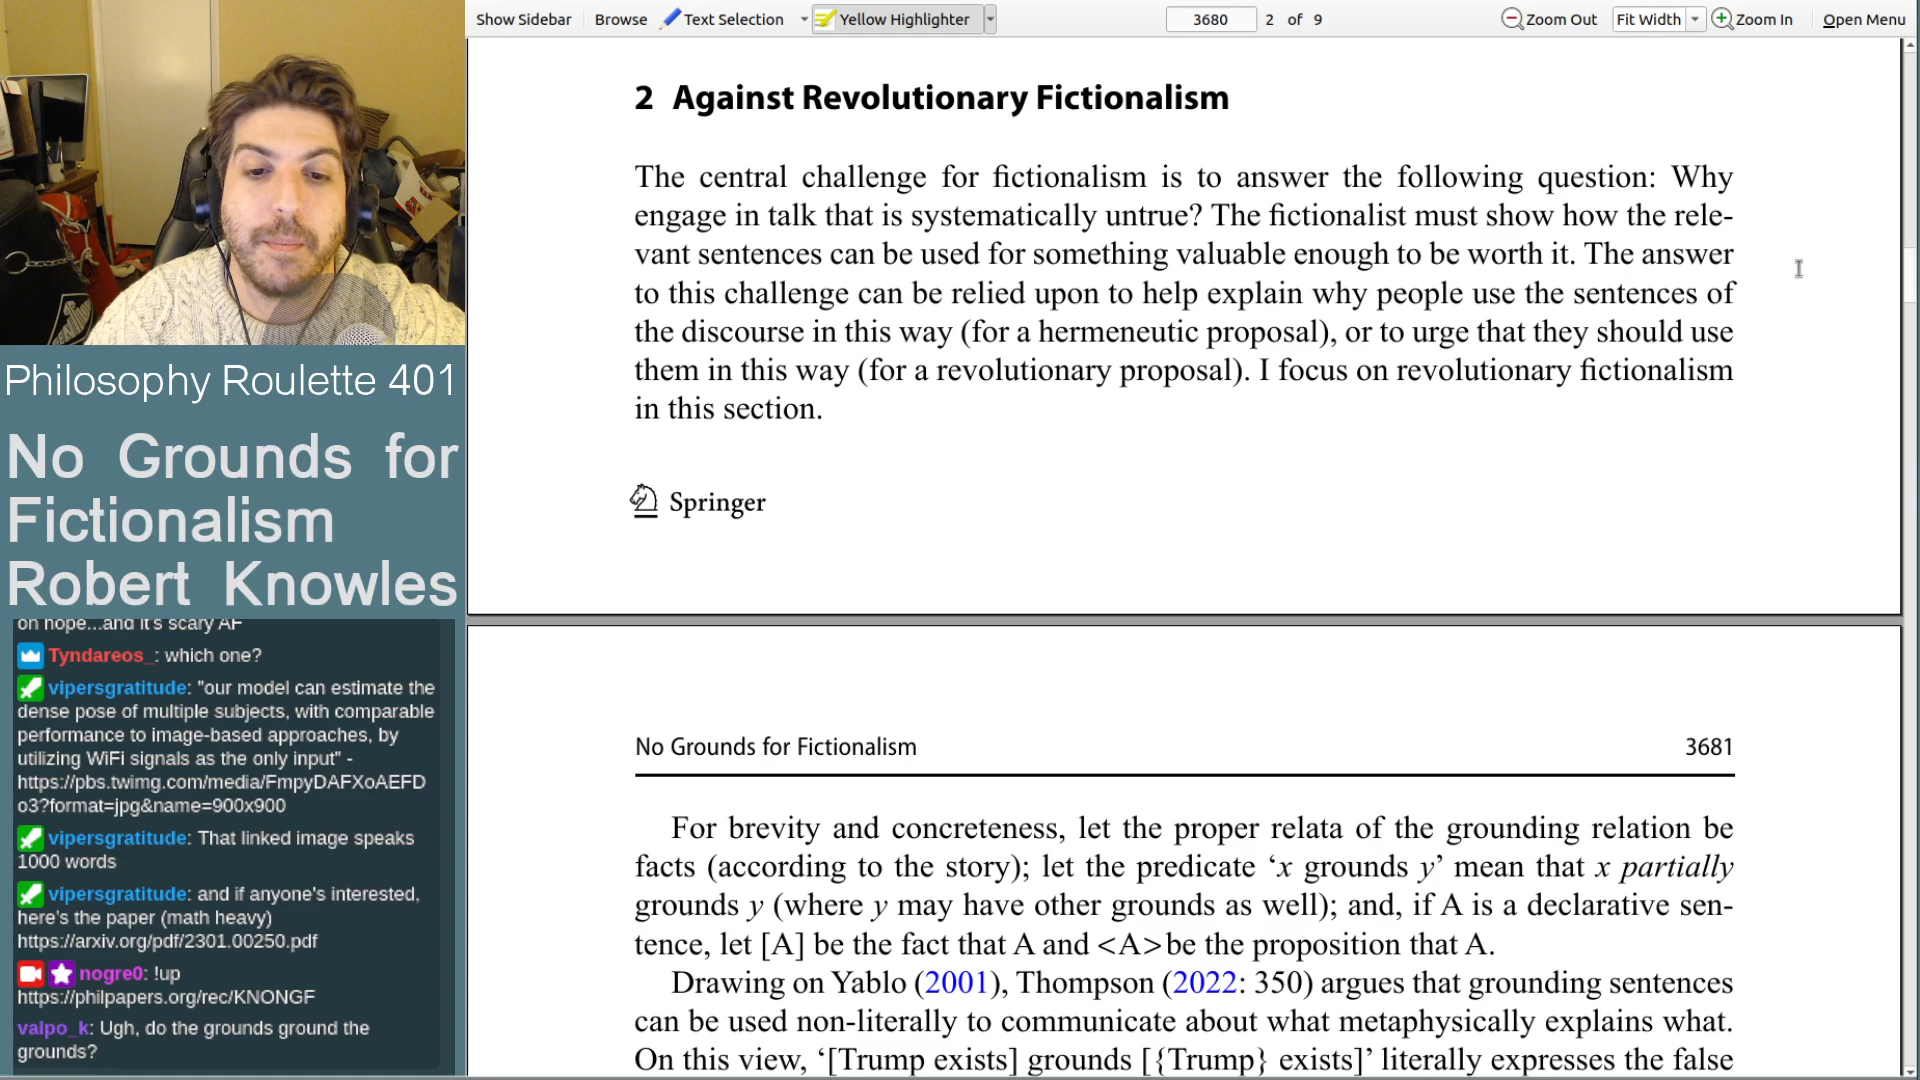 Show Sidebar Browse Text Selection Yellow Highlighter 3680 2 of 9 Zoom Out Fit Width Zoom In Open Menu
2 Against Revolutionary Fictionalism
The central challenge for fictionalism is to answer the following question: Why
engage in talk that is systematically untrue? The fictionalist must show how the rele-
vant sentences can be used for something valuable enough to be worth it. The answer
to this challenge can be relied upon to help explain why people use the sentences of
the discourse in this way (for a hermeneutic proposal), or to urge that they should use
them in this way (for a revolutionary proposal). I focus on revolutionary fictionalism
in this section.
Springer
No Grounds for Fictionalism 3681
For brevity and concreteness, let the proper relata of the grounding relation be
facts (according to the story); let the predicate ‘x grounds y’ mean that x partially
grounds y (where y may have other grounds as well); and, if A is a declarative sen-
tence, let [A] be the fact that A and <A>be the proposition that A.
Drawing on Yablo (2001), Thompson (2022: 350) argues that grounding sentences
can be used non-literally to communicate about what metaphysically explains what.
On this view, ‘[Trump exists] grounds [{Trump} exists]’ literally expresses the false
Philosophy Roulette 401
No Grounds for
Fictionalism
Robert Knowles
on hope...and it's scary AF
Tyndareos_: which one?
vipersgratitude: "our model can estimate the
dense pose of multiple subjects, with comparable
performance to image-based approaches, by
utilizing WiFi signals as the only input" -
https://pbs.twimg.com/media/FmpyDAFXoAEFD
o3?format=jpg&name=900x900
vipersgratitude: That linked image speaks
1000 words
vipersgratitude: and if anyone's interested,
here's the paper (math heavy)
https://arxiv.org/pdf/2301.00250.pdf
nogre0: !up
https://philpapers.org/rec/KNONGF
valpo_k: Ugh, do the grounds ground the
grounds?